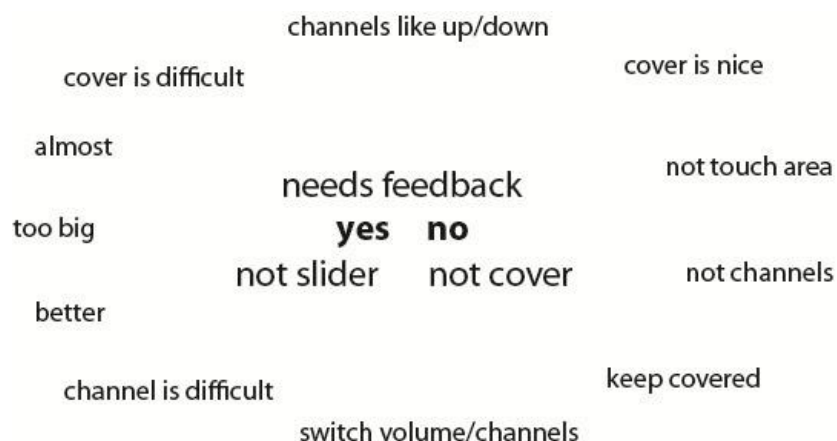 channels like up/down
cover is difficult
cover is nice
almost
not touch area
needs feedback
too big
yes no
not slider not cover
not channels
better
channel is difficult
keep covered
switch volume/channels